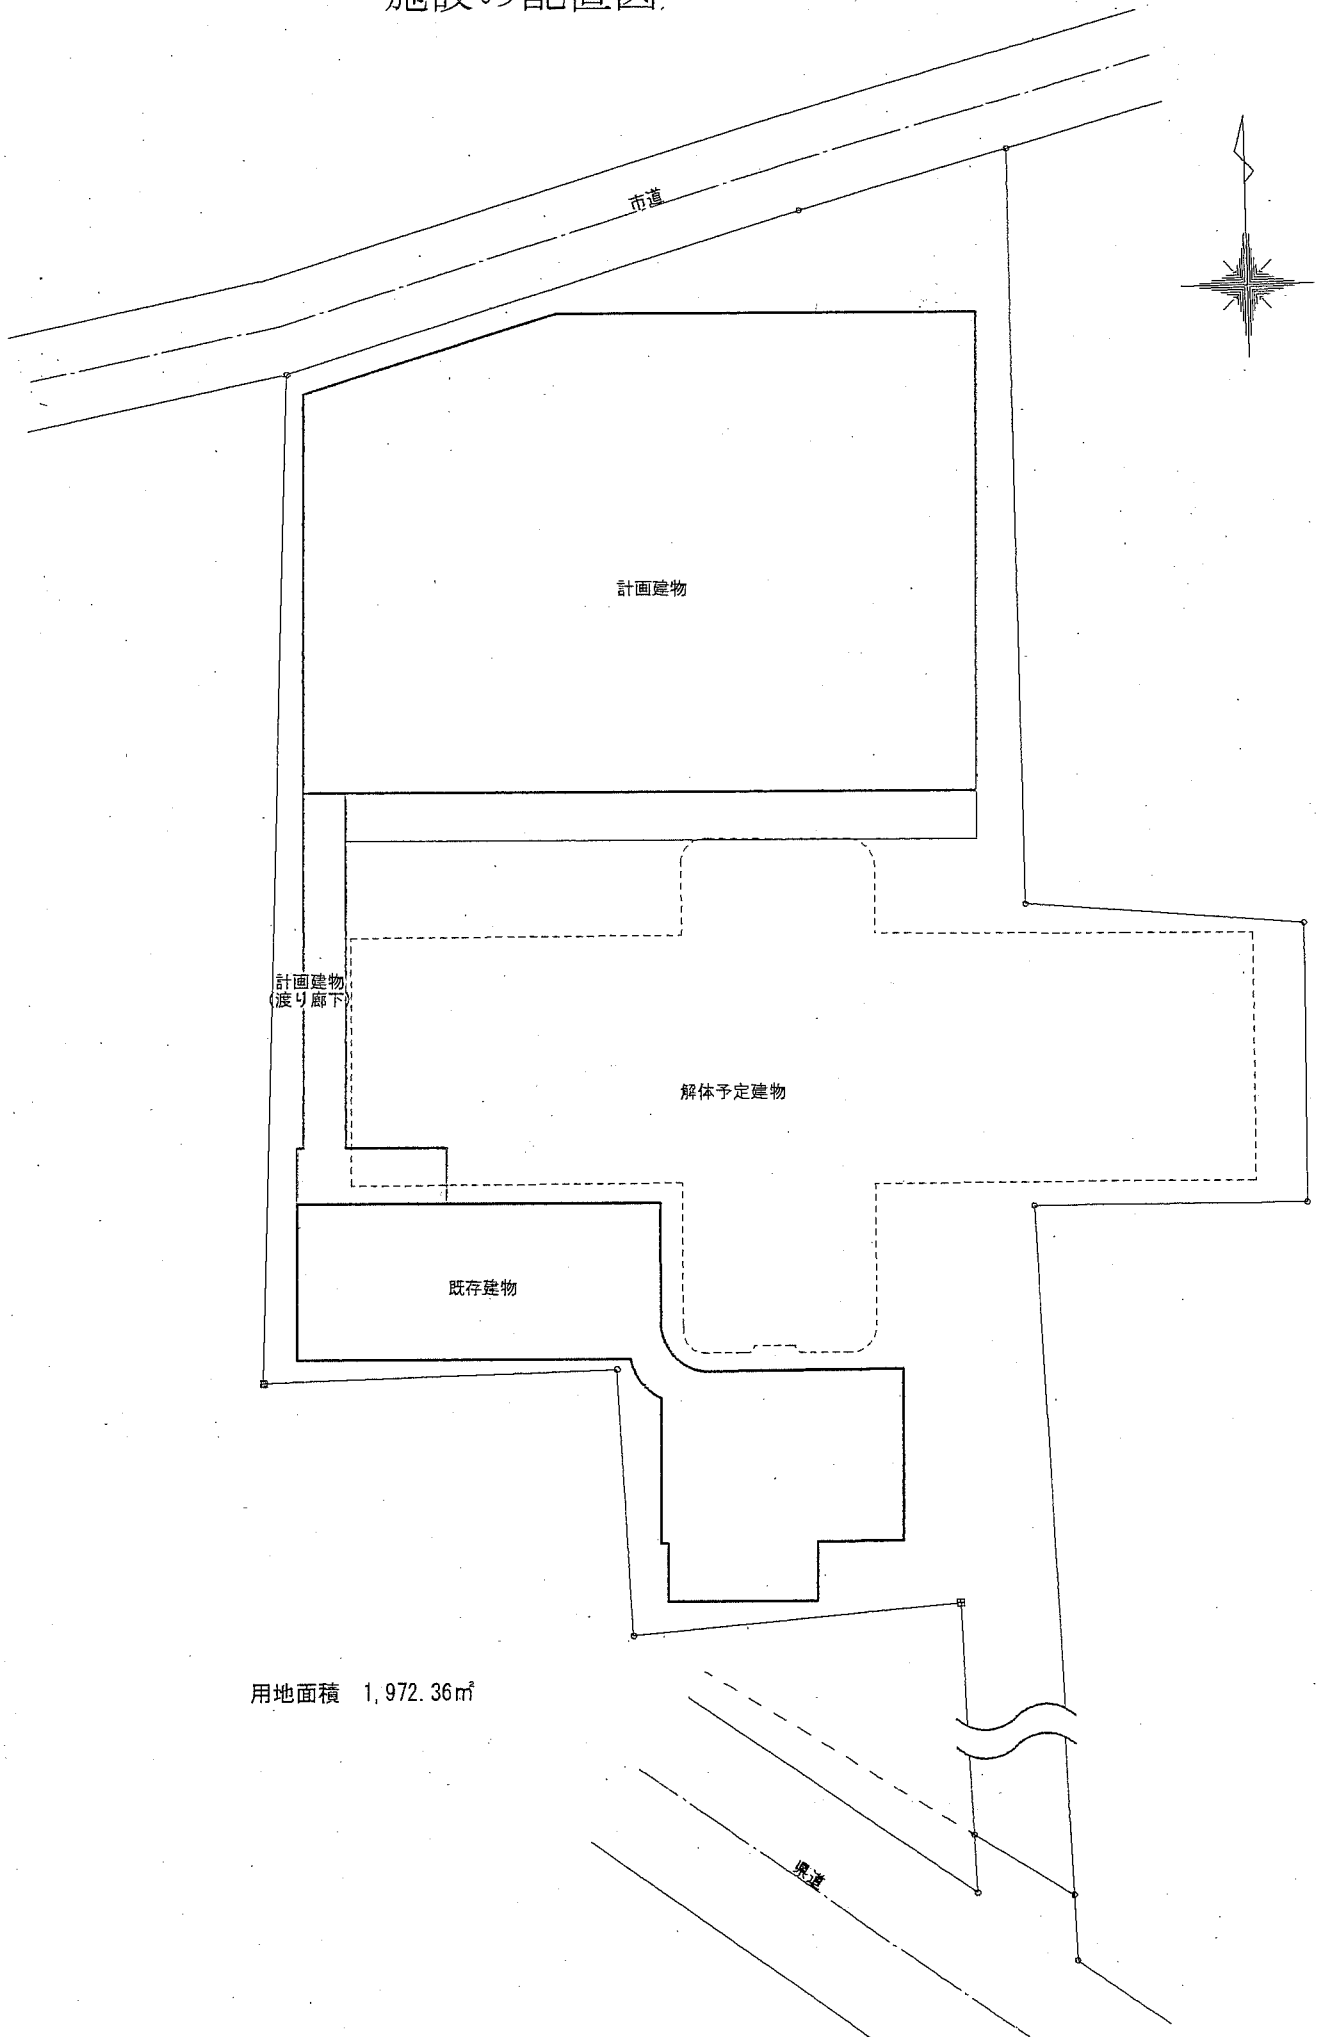 施設の配置図
市道
計画建物
計画建物
(渡り廊下)
解体予定建物
既存建物
用地面積 1,972.36㎡
県道